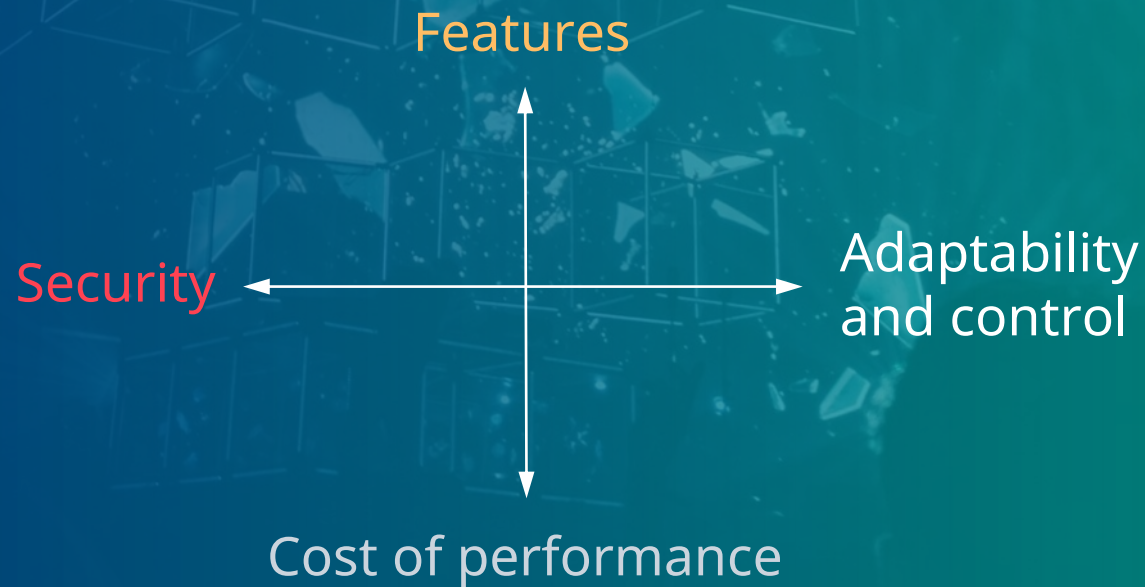 Features
Security
Adaptability
and control
Cost of performance